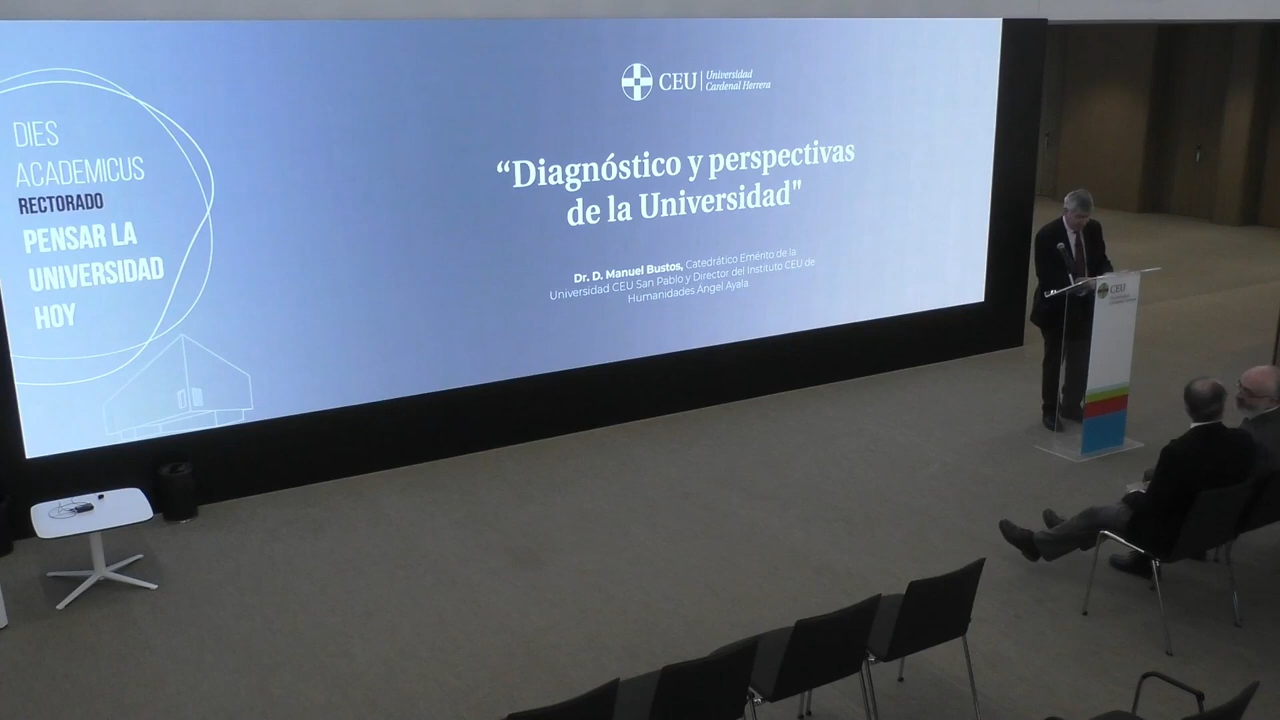 DIES
ACADEMICUS
RECTORADO
PENSAR LA
UNIVERSIDAD
HOY
CEU
Universidad
Cardenal Herrera
“Diagnóstico y perspectivas
de la Universidad"
Dr. D. Manuel Bustos, Catedrático Emérito de la
Universidad CEU San Pablo y Director del Instituto CEU de
Humanidades Ángel Ayala.
CEU